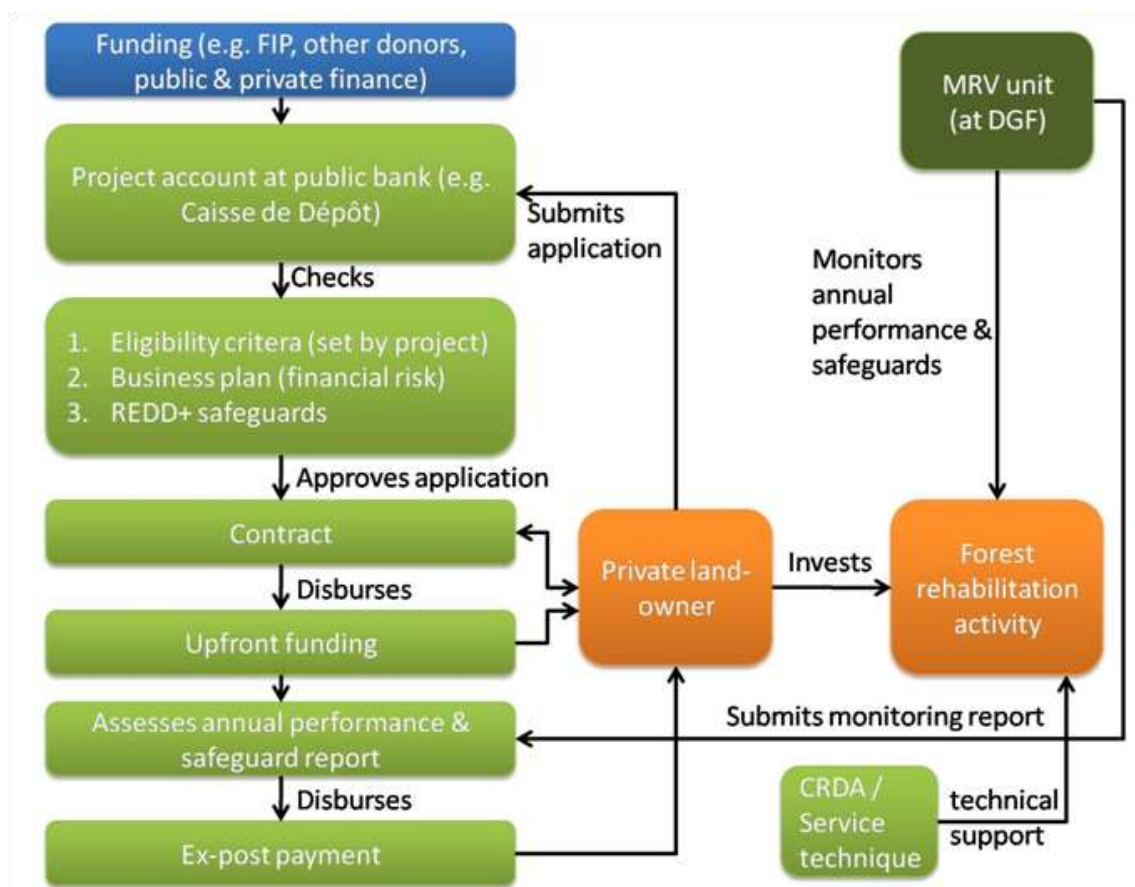 Funding (e.g. FIP, other donors,
public & private finance)
MRV unit
(at DGF)
Project account at public bank (e.g.
Caisse de Dépôt)
Submits
application
Checks
Monitors
annual
performance &
safeguards
1. Eligibility critera (set by project)
2. Business plan (financial risk)
3. REDD+ safeguards
Approves application
Contract
Private land-
owner
Invests
Forest
rehabilitation
activity
Disburses
Upfront funding
Assesses annual performance &
safeguard report
Submits monitoring report
Disburses
CRDA /
Service
technique
technical
support
Ex-post payment